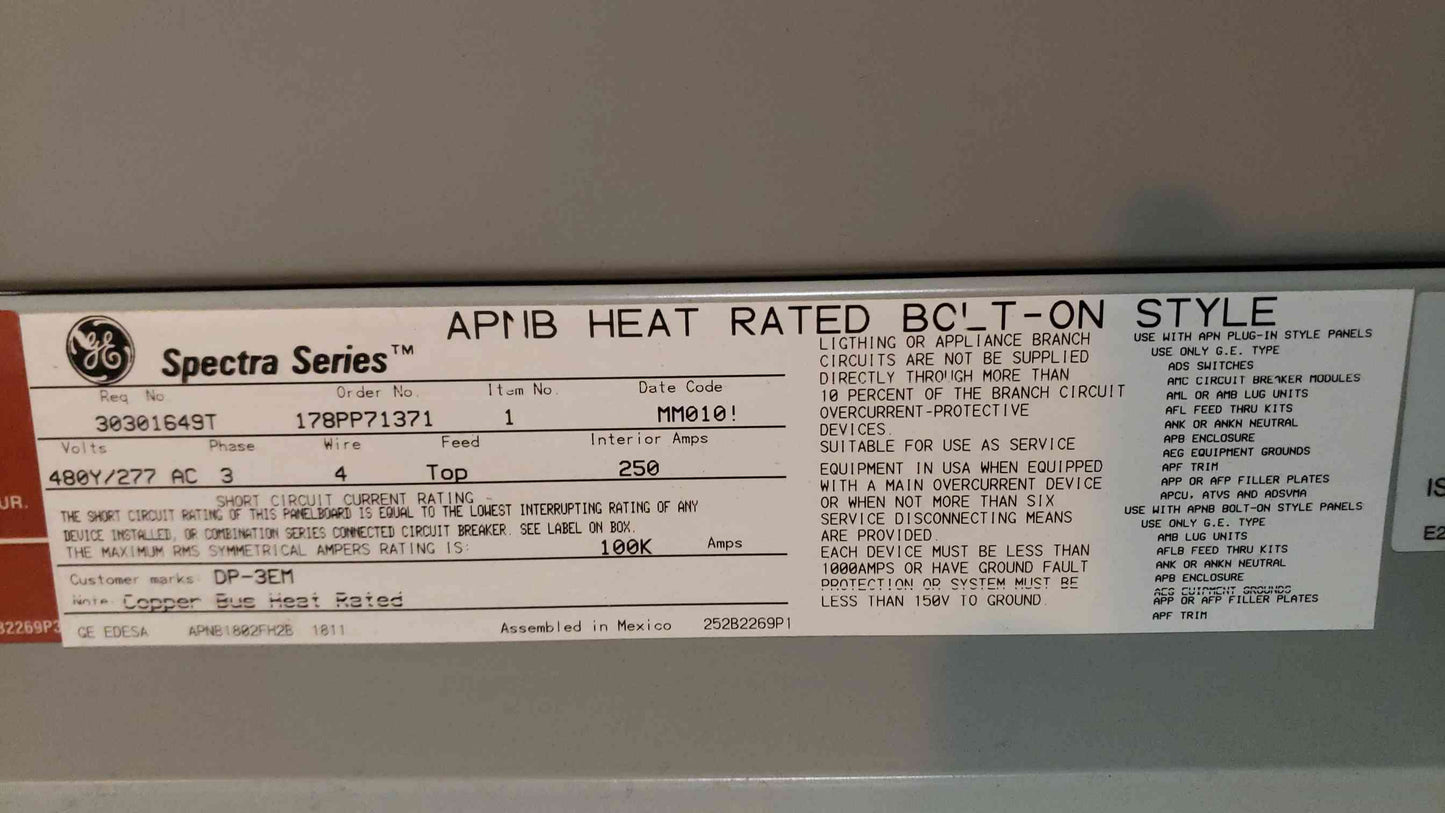 APNB HEAT RATED BOLT-ON STYLE
GE
Spectra Series™
Req No.
Order No.
Item No.
Date Code
30301649T
178PP71371
1
MM010!
Volts
Phase
Wire
Feed
Interior Amps
480Y/277 AC
3
4
Top
250
SHORT CIRCUIT CURRENT RATING -
THE SHORT CIRCUIT RATING OF THIS PANELBOARD IS EQUAL TO THE LOWEST INTERRUPTING RATING OF ANY
DEVICE INSTALLED, OR COMBINATION SERIES CONNECTED CIRCUIT BREAKER. SEE LABEL ON BOX.
THE MAXIMUM RMS SYMMETRICAL AMPERS RATING IS: 100K Amps
Customer marks DP-3EM
Note: Copper Bus Heat Rated
GE EDESA APNB1802FH2B 1811 Assembled in Mexico 252B2269P1
LIGTHING OR APPLIANCE BRANCH
CIRCUITS ARE NOT BE SUPPLIED
DIRECTLY THROUGH MORE THAN
10 PERCENT OF THE BRANCH CIRCUIT
OVERCURRENT-PROTECTIVE
DEVICES.
SUITABLE FOR USE AS SERVICE
EQUIPMENT IN USA WHEN EQUIPPED
WITH A MAIN OVERCURRENT DEVICE
OR WHEN NOT MORE THAN SIX
SERVICE DISCONNECTING MEANS
ARE PROVIDED.
EACH DEVICE MUST BE LESS THAN
1000AMPS OR HAVE GROUND FAULT
PROTECTION OR SYSTEM MUST BE
LESS THAN 150V TO GROUND.
USE WITH APN PLUG-IN STYLE PANELS
USE ONLY G.E. TYPE
ADS SWITCHES
AMC CIRCUIT BREAKER MODULES
AML OR AMB LUG UNITS
AFL FEED THRU KITS
ANK OR ANKN NEUTRAL
APB ENCLOSURE
AEG EQUIPMENT GROUNDS
APF TRIM
APP OR AFP FILLER PLATES
APCU, ATVS AND ADSVMA
USE WITH APNB BOLT-ON STYLE PANELS
USE ONLY G.E. TYPE
AMB LUG UNITS
AFLB FEED THRU KITS
ANK OR ANKN NEUTRAL
APB ENCLOSURE
AEG EUIPMENT GROUNDS
APP OR AFP FILLER PLATES
APF TRIM
UR.
B2269P3
IS
E2